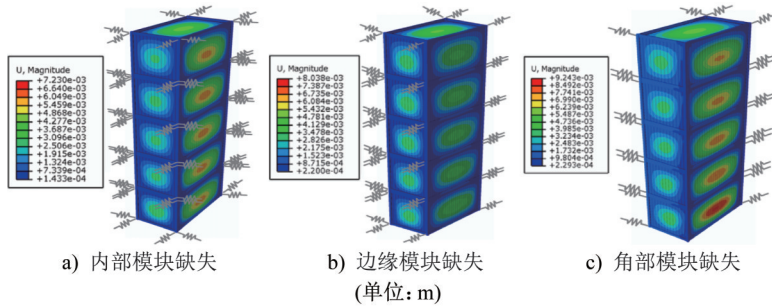 U, Magnitude
+7.230e-03
+6.640e-03
+6.049e-03
+5.459e-03
+4.868e-03
+4.277e-03
+3.687e-03
+3.096e-03
+2.506e-03
+1.915e-03
+1.324e-03
+7.339e-04
+1.433e-04
U, Magnitude
+8.038e-03
+7.387e-03
+6.735e-03
+6.084e-03
+5.432e-03
+4.781e-03
+4.129e-03
+3.478e-03
+2.826e-03
+2.175e-03
+1.523e-03
+8.715e-04
+2.200e-04
U, Magnitude
+9.243e-03
+8.492e-03
+7.741e-03
+6.990e-03
+6.239e-03
+5.487e-03
+4.736e-03
+3.985e-03
+3.234e-03
+2.483e-03
+1.732e-03
+9.804e-04
+2.293e-04
a) 内部模块缺失
b) 边缘模块缺失
c) 角部模块缺失
(单位: m)